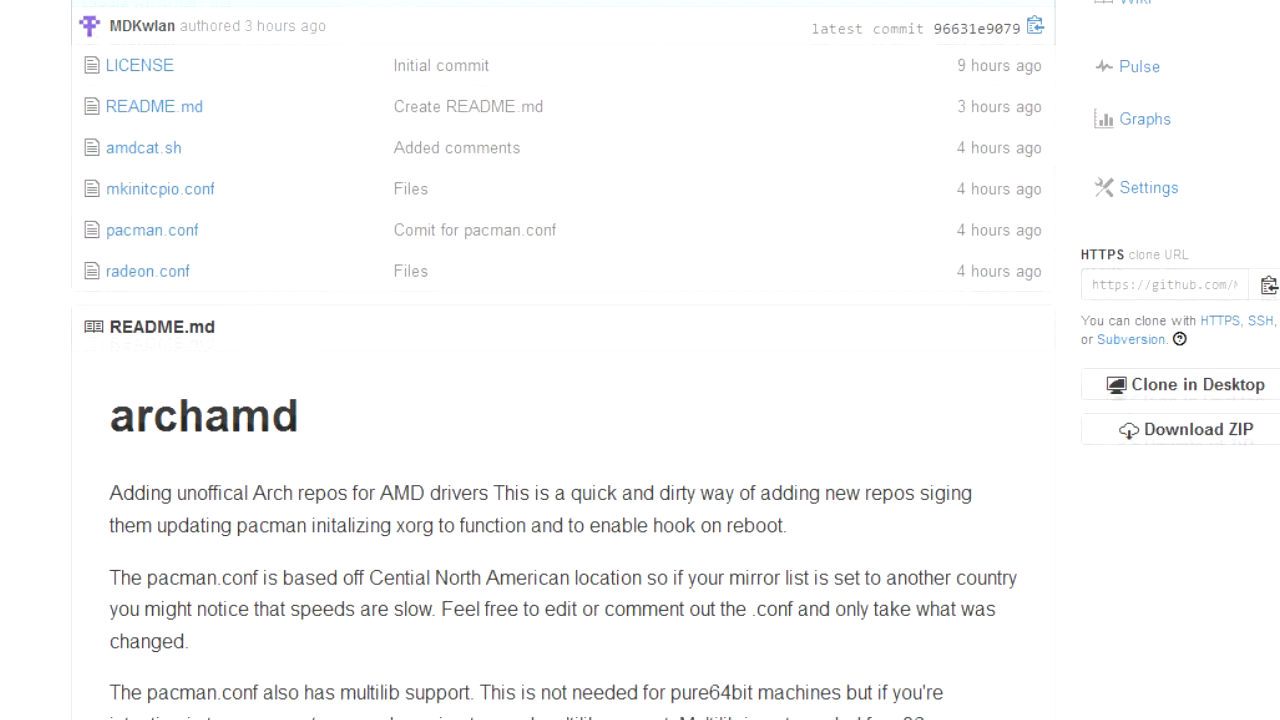 Wiki
MDKwlan authored 3 hours ago
latest commit 96631e9079
LICENSE Initial commit 9 hours ago
README.md Create README.md 3 hours ago
amdcat.sh Added comments 4 hours ago
mkinitcpio.conf Files 4 hours ago
pacman.conf Comit for pacman.conf 4 hours ago
radeon.conf Files 4 hours ago
README.md
archamd
Adding unoffical Arch repos for AMD drivers This is a quick and dirty way of adding new repos siging
them updating pacman initalizing xorg to function and to enable hook on reboot.
The pacman.conf is based off Cential North American location so if your mirror list is set to another country
you might notice that speeds are slow. Feel free to edit or comment out the .conf and only take what was
changed.
The pacman.conf also has multilib support. This is not needed for pure64bit machines but if you're
Pulse
Graphs
Settings
HTTPS clone URL
https://github.com/
You can clone with HTTPS, SSH,
or Subversion.
Clone in Desktop
Download ZIP